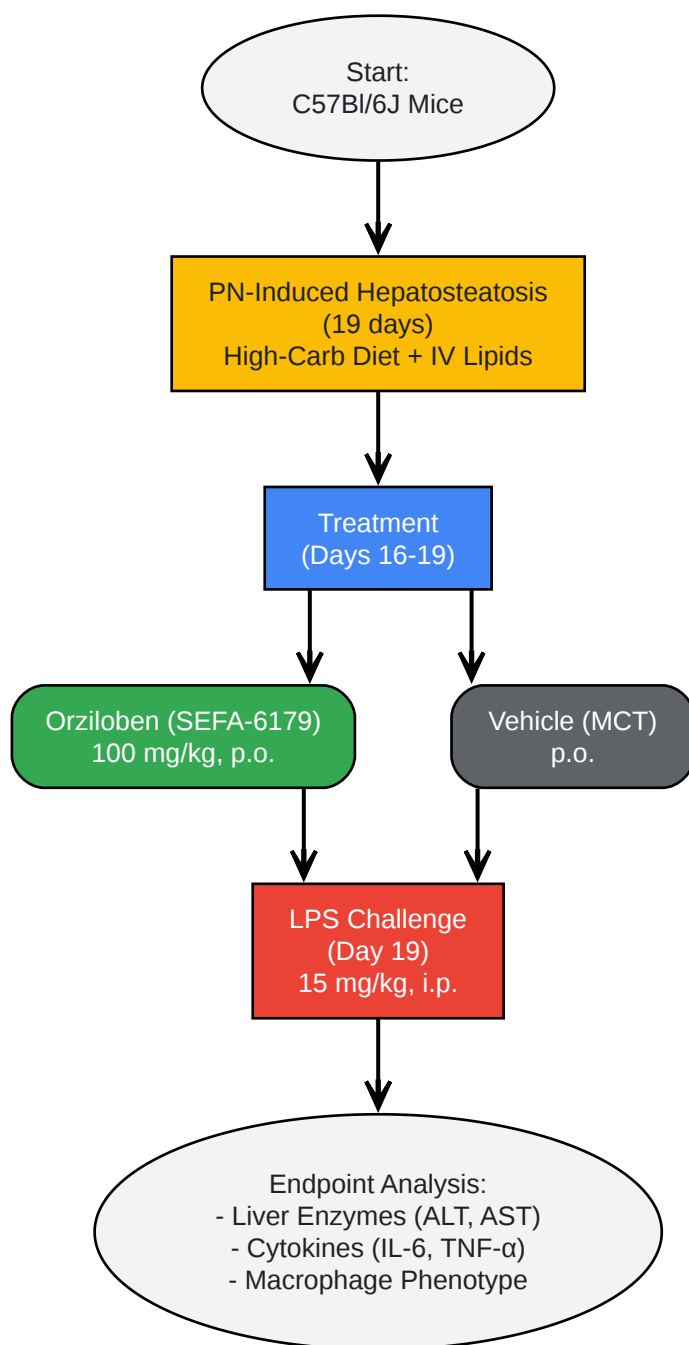 Start:
C57Bl/6J Mice
PN-Induced Hepatosteatosis
(19 days)
High-Carb Diet + IV Lipids
Treatment
(Days 16-19)
Orziloben (SEFA-6179)
100 mg/kg, p.o.
Vehicle (MCT)
p.o.
LPS Challenge
(Day 19)
15 mg/kg, i.p.
Endpoint Analysis:
- Liver Enzymes (ALT, AST)
- Cytokines (IL-6, TNF-α)
- Macrophage Phenotype